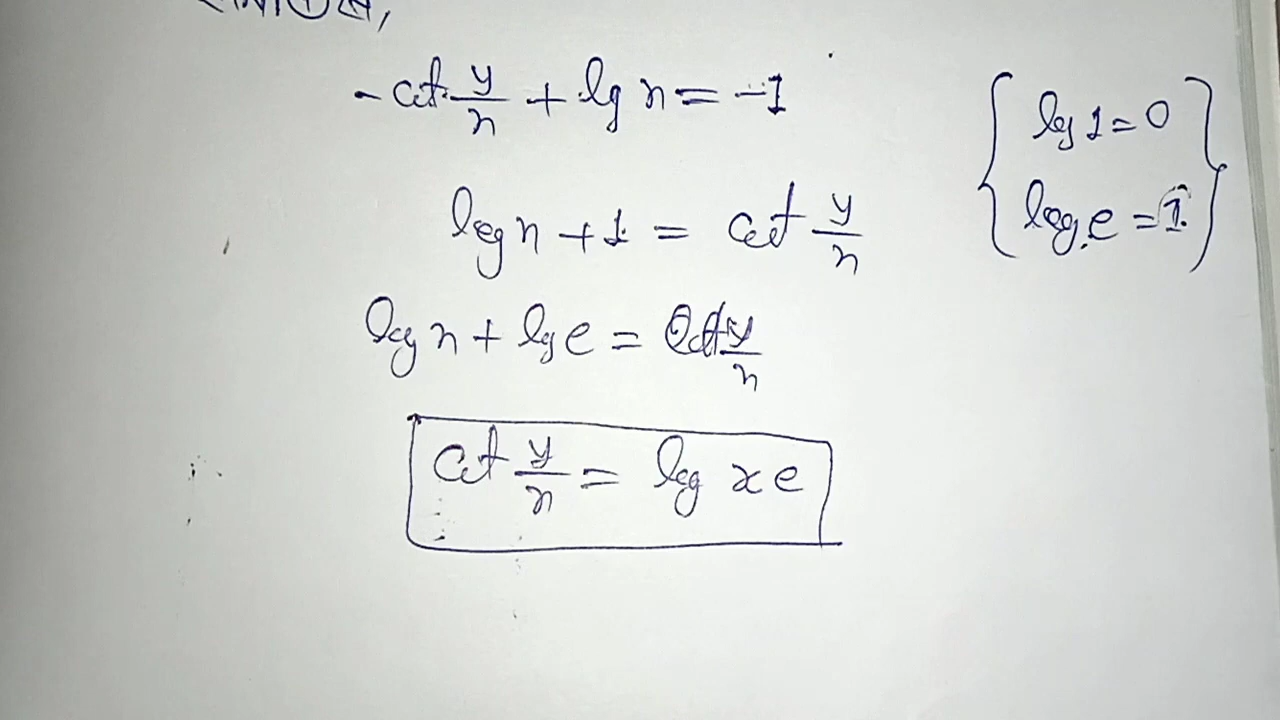 - cot y/x + log x = -1
{ log 1 = 0
log e = 1 }
log x + 1 = cot y/x
log x + log e = cot y/x
cot y/x = log xe